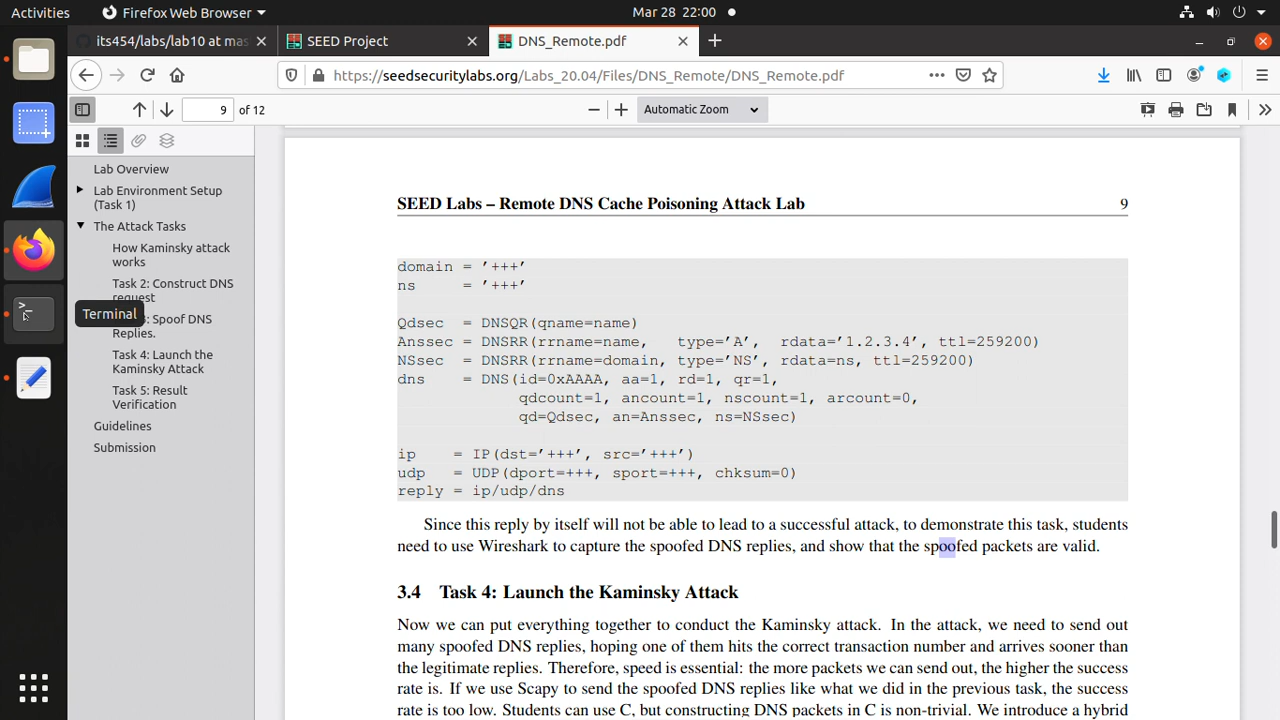 Activities
Firefox Web Browser
Mar 28 22:00
its454/labs/lab10 at mas
SEED Project
DNS_Remote.pdf
https://seedsecuritylabs.org/Labs_20.04/Files/DNS_Remote/DNS_Remote.pdf
9 of 12
Automatic Zoom
Lab Overview
Lab Environment Setup
(Task 1)
The Attack Tasks
How Kaminsky attack
works
Task 2: Construct DNS
request
Terminal
3: Spoof DNS
Replies.
Task 4: Launch the
Kaminsky Attack
Task 5: Result
Verification
Guidelines
Submission
SEED Labs – Remote DNS Cache Poisoning Attack Lab 9
domain = '+++'
ns = '+++'
Qdsec = DNSQR(qname=name)
Anssec = DNSRR(rrname=name, type='A', rdata='1.2.3.4', ttl=259200)
NSsec = DNSRR(rrname=domain, type='NS', rdata=ns, ttl=259200)
dns = DNS(id=0xAAAA, aa=1, rd=1, qr=1,
qdcount=1, ancount=1, nscount=1, arcount=0,
qd=Qdsec, an=Anssec, ns=NSsec)
ip = IP(dst='+++', src='+++')
udp = UDP(dport=+++, sport=+++, chksum=0)
reply = ip/udp/dns
Since this reply by itself will not be able to lead to a successful attack, to demonstrate this task, students
need to use Wireshark to capture the spoofed DNS replies, and show that the spoofed packets are valid.
3.4 Task 4: Launch the Kaminsky Attack
Now we can put everything together to conduct the Kaminsky attack. In the attack, we need to send out
many spoofed DNS replies, hoping one of them hits the correct transaction number and arrives sooner than
the legitimate replies. Therefore, speed is essential: the more packets we can send out, the higher the success
rate is. If we use Scapy to send the spoofed DNS replies like what we did in the previous task, the success
rate is too low. Students can use C, but constructing DNS packets in C is non-trivial. We introduce a hybrid